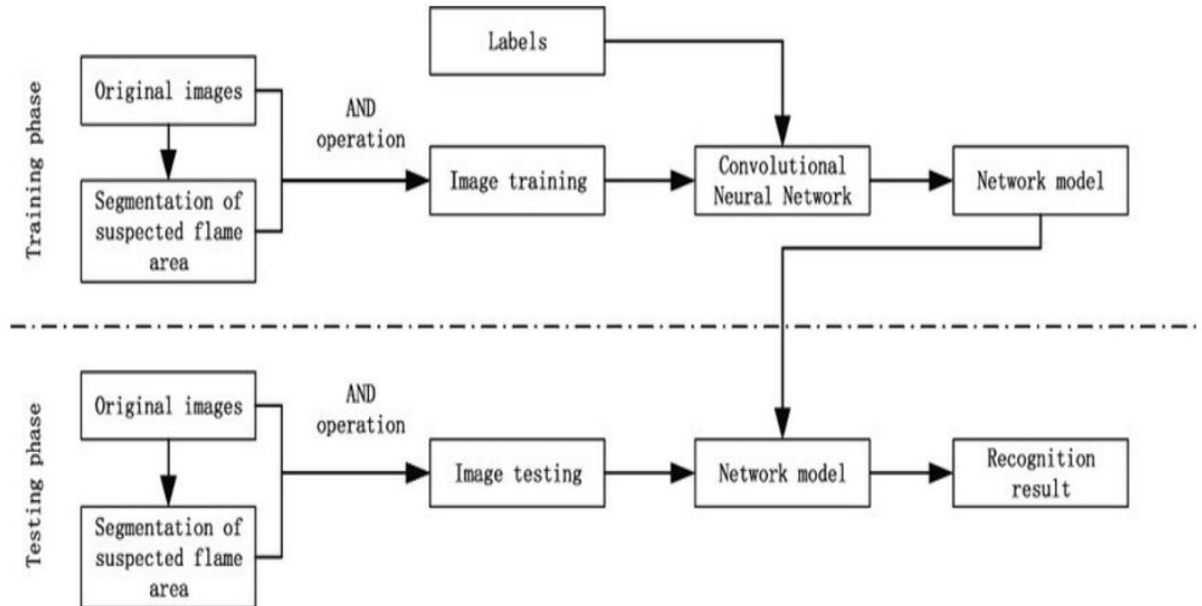 Training phase
Labels
Original images
AND
operation
Segmentation of
suspected flame
area
Image training
Convolutional
Neural Network
Network model
Testing phase
Original images
AND
operation
Segmentation of
suspected flame
area
Image testing
Network model
Recognition
result